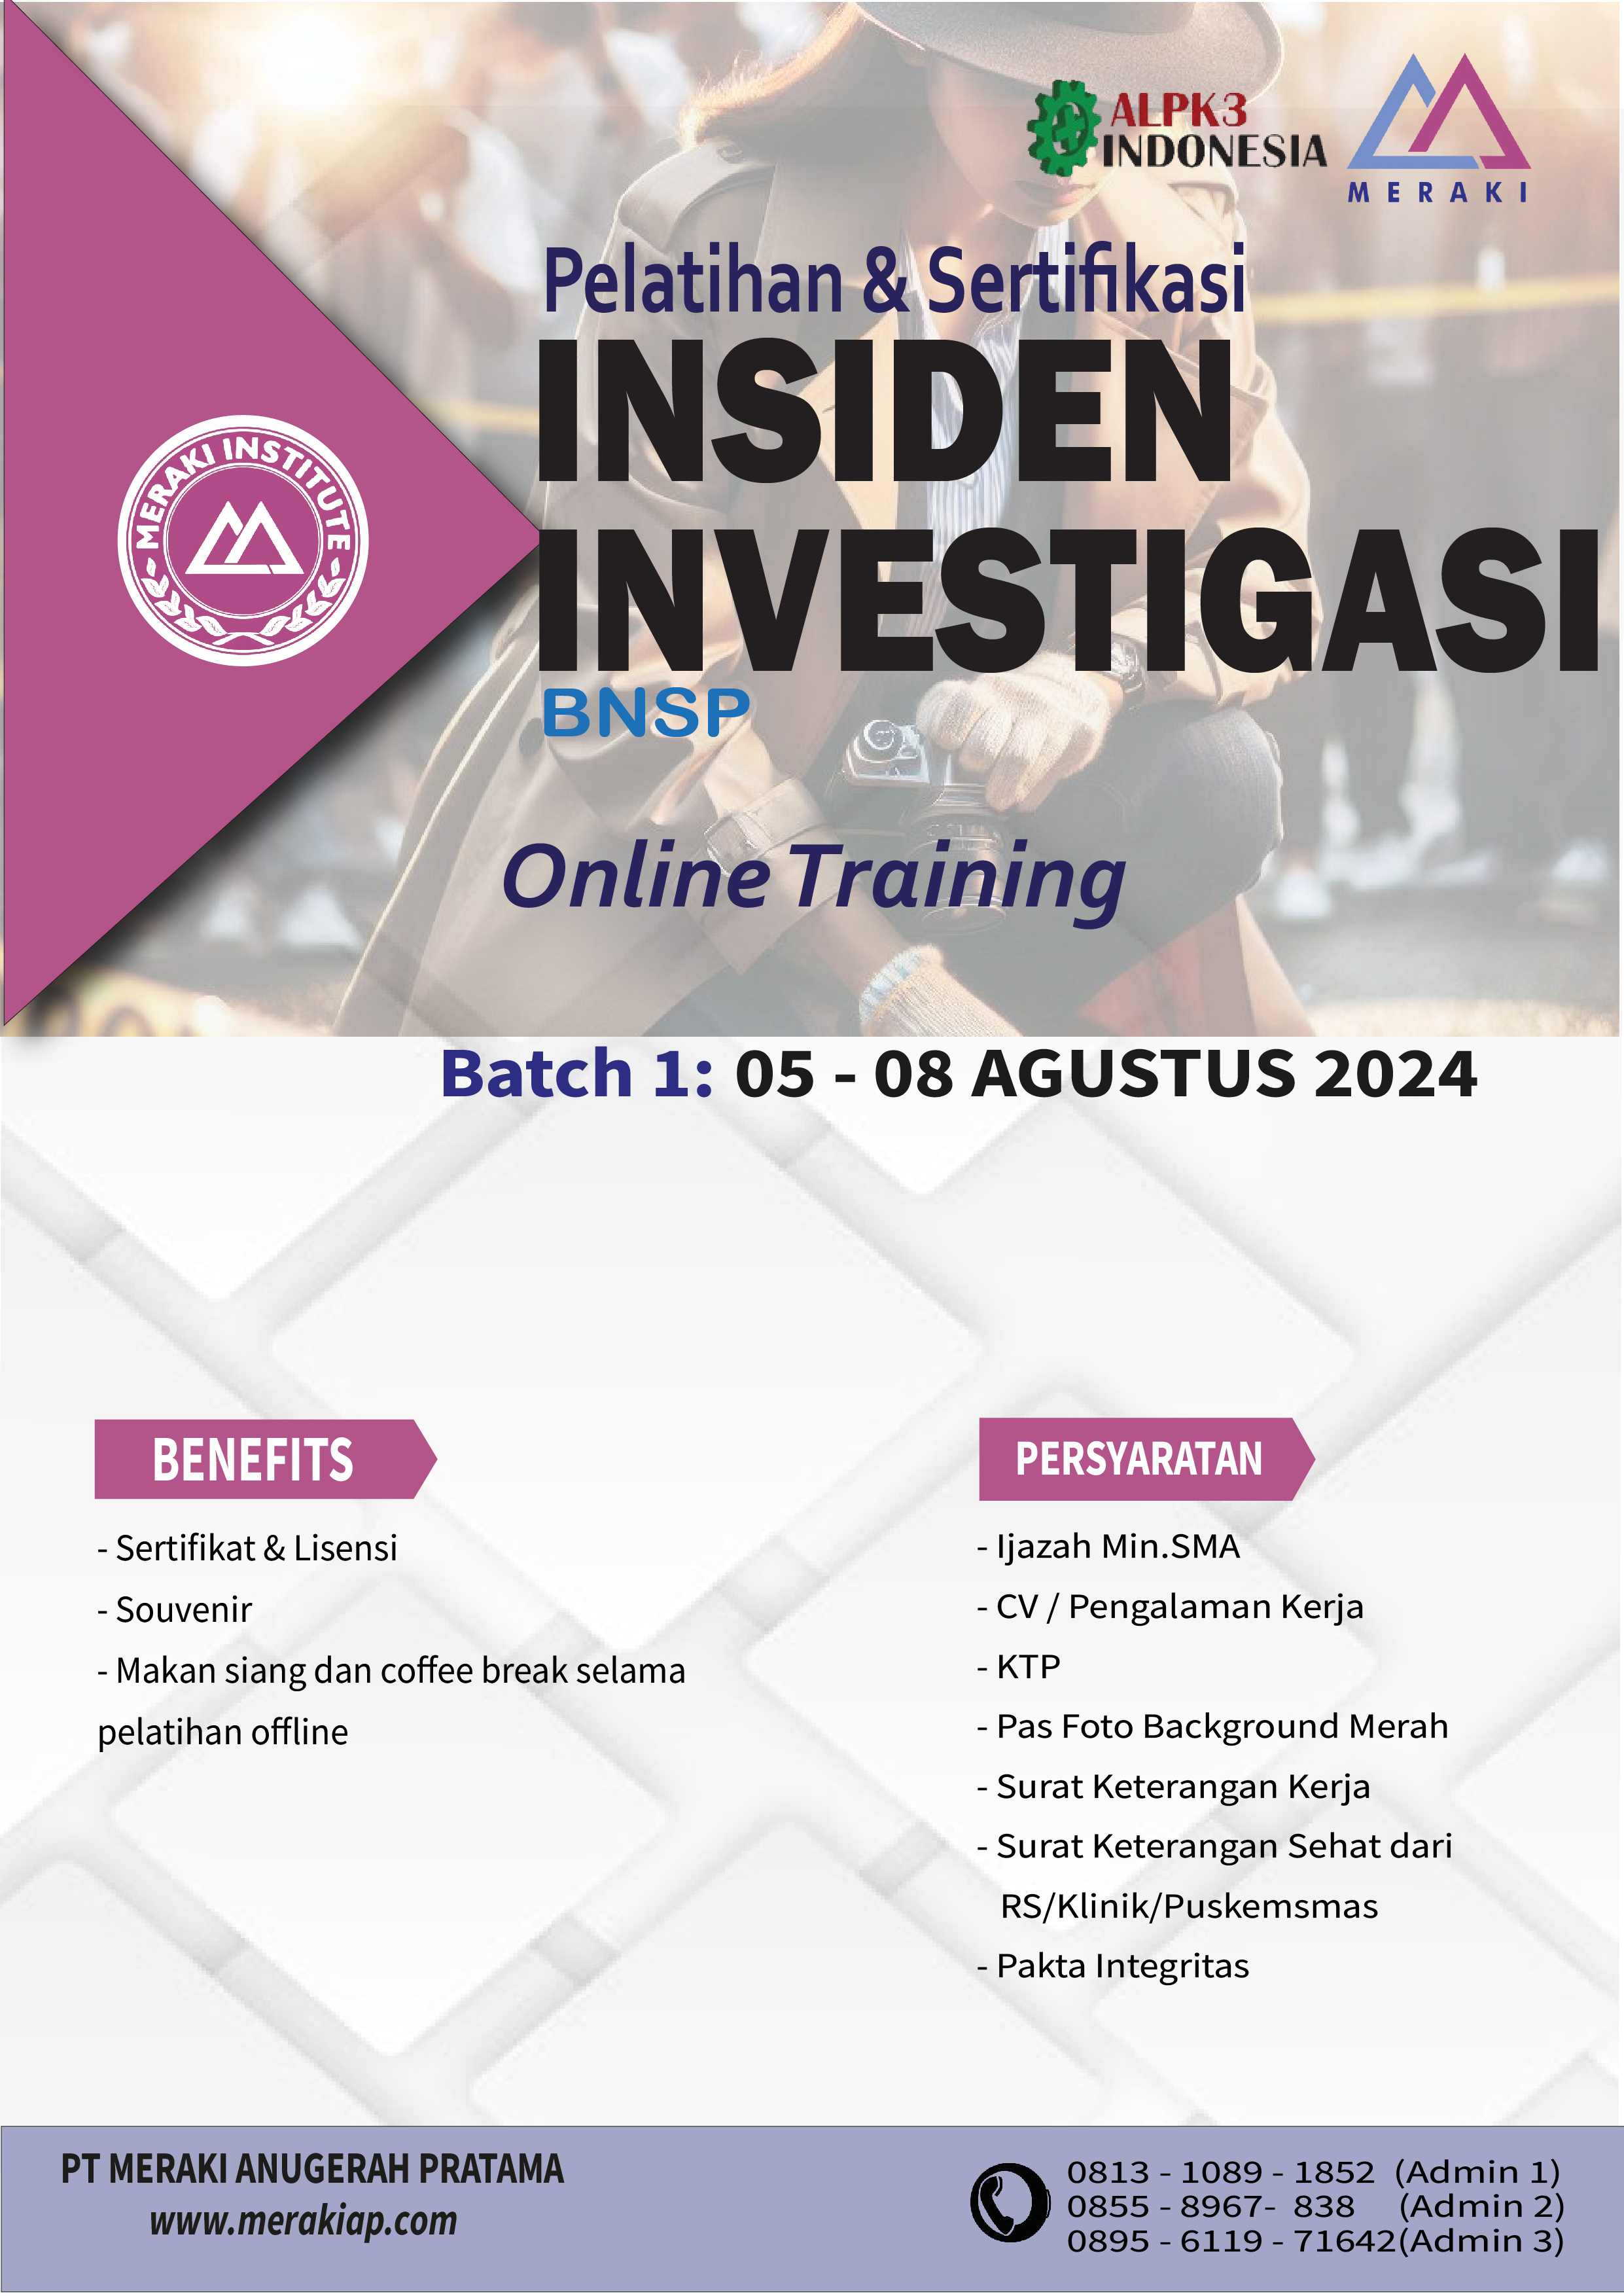 ALPK3
INDONESIA
MERAKI
MERAKI INSTITUTE
Pelatihan & Sertifikasi
INSIDEN
INVESTIGASI
BNSP
Online Training
Batch 1: 05 - 08 AGUSTUS 2024
BENEFITS
- Sertifikat & Lisensi
- Souvenir
- Makan siang dan coffee break selama
pelatihan offline
PERSYARATAN
- Ijazah Min.SMA
- CV / Pengalaman Kerja
- KTP
- Pas Foto Background Merah
- Surat Keterangan Kerja
- Surat Keterangan Sehat dari
RS/Klinik/Puskemsmas
- Pakta Integritas
PT MERAKI ANUGERAH PRATAMA
www.merakiap.com
0813 - 1089 - 1852 (Admin 1)
0855 - 8967- 838 (Admin 2)
0895 - 6119 - 71642(Admin 3)